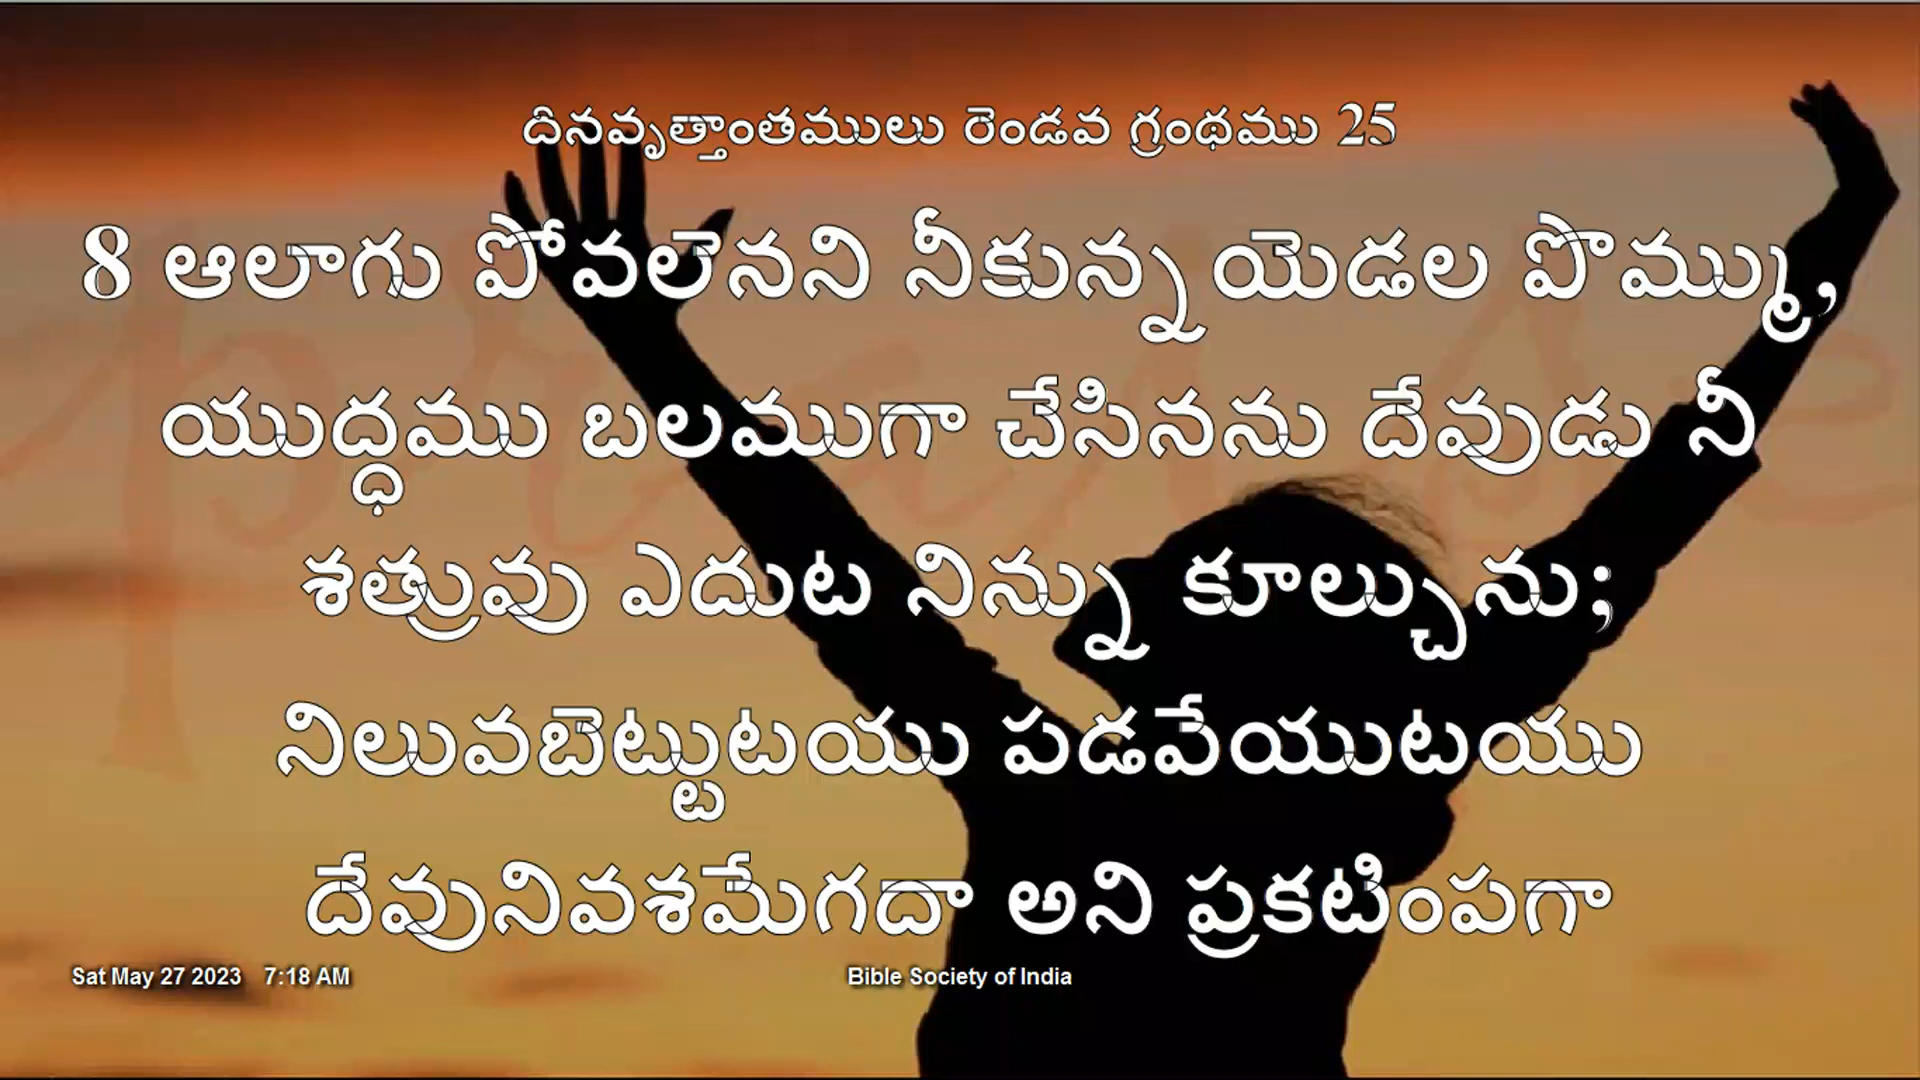 దినవృత్తాంతములు రెండవ గ్రంథము 25
8 ఆలాగు పోవలెనని నీకున్న యెడల పొమ్ము,
యుద్ధము బలముగా చేసినను దేవుడు నీ
శత్రువు ఎదుట నిన్ను కూల్చును;
నిలువబెట్టుటయు పడవేయుటయు
దేవునివశమేగదా అని ప్రకటింపగా
Sat May 27 2023 7:18 AM Bible Society of India
praise